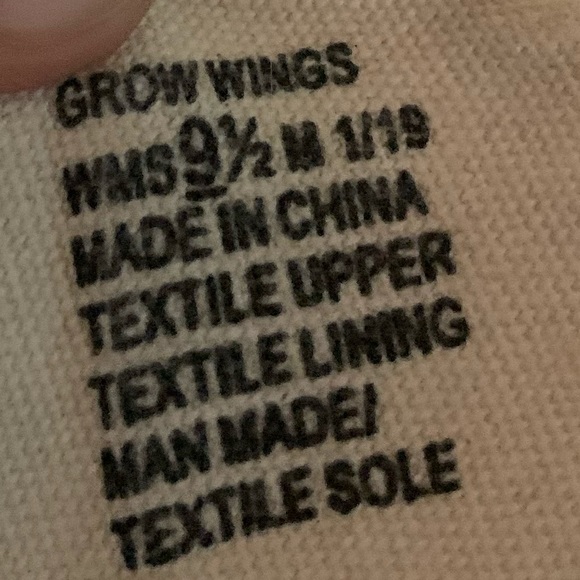 GROW WINGS
WMS 9½ M 1/19
MADE IN CHINA
TEXTILE UPPER
TEXTILE LINING
MAN MADE/
TEXTILE SOLE